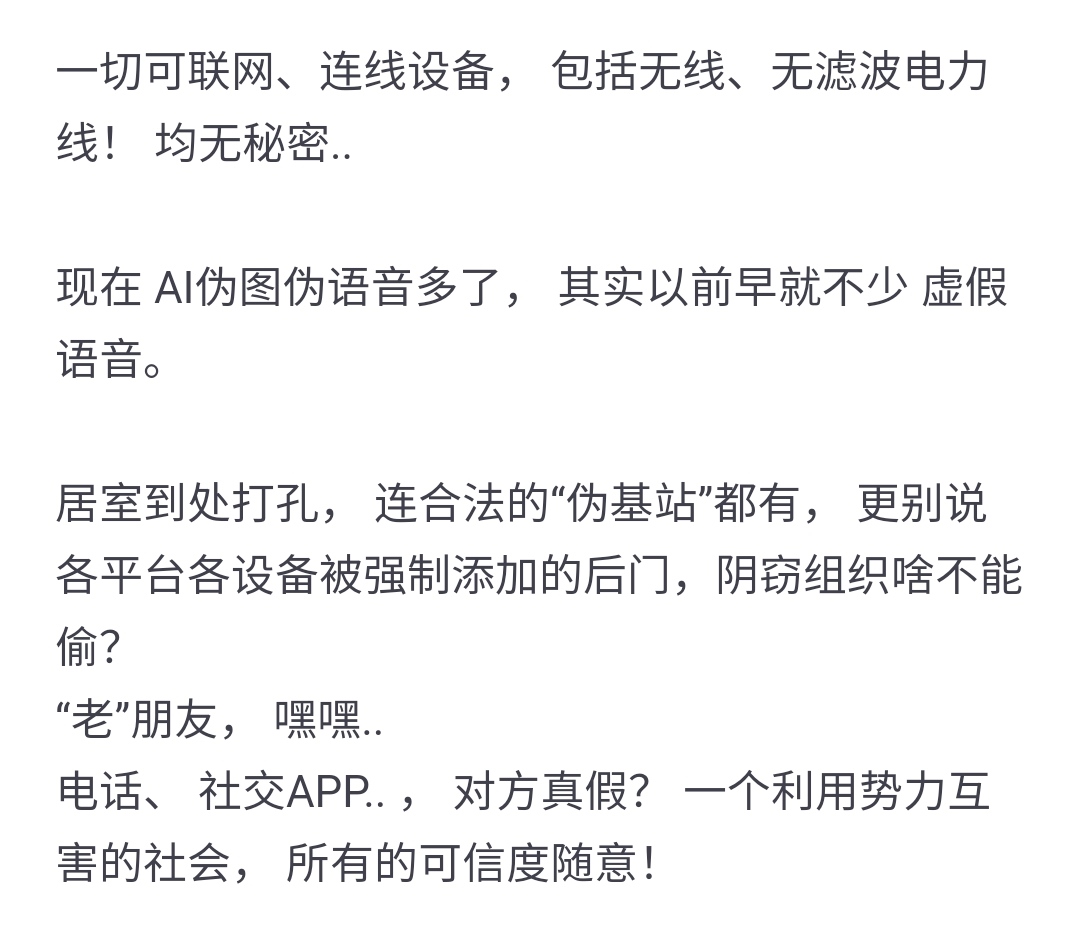 一切可联网、连线设备， 包括无线、无滤波电力
线！ 均无秘密..
现在 AI伪图伪语音多了， 其实以前早就不少 虚假
语音。
居室到处打孔， 连合法的“伪基站”都有， 更别说
各平台各设备被强制添加的后门，阴窃组织啥不能
偷？
“老”朋友， 嘿嘿..
电话、 社交APP.. ， 对方真假？ 一个利用势力互
害的社会， 所有的可信度随意！